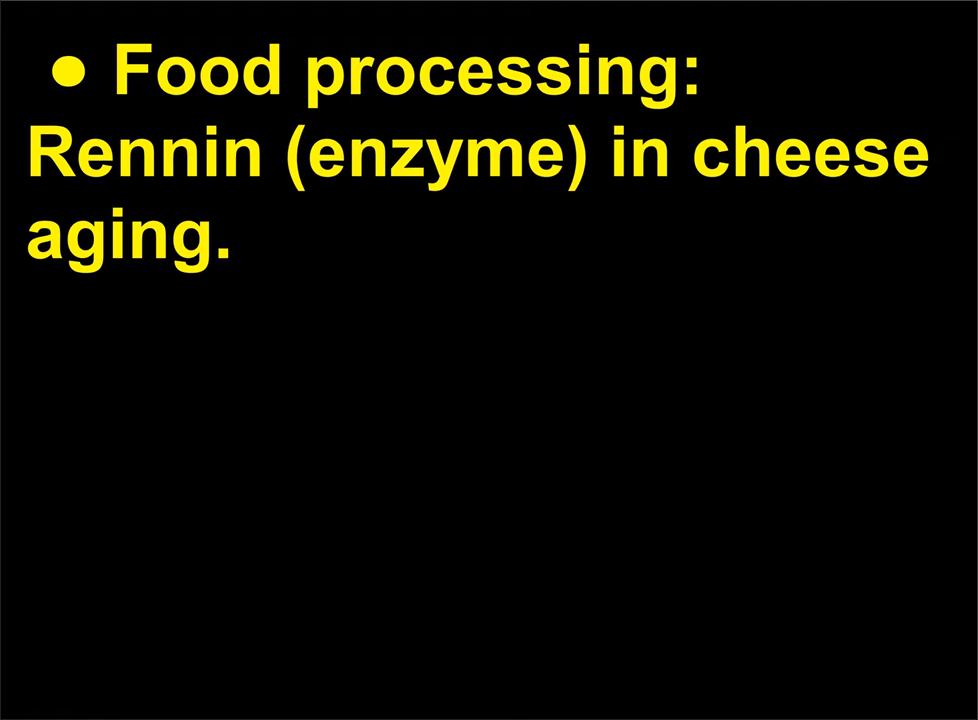 ● Food processing:
Rennin (enzyme) in cheese
aging.